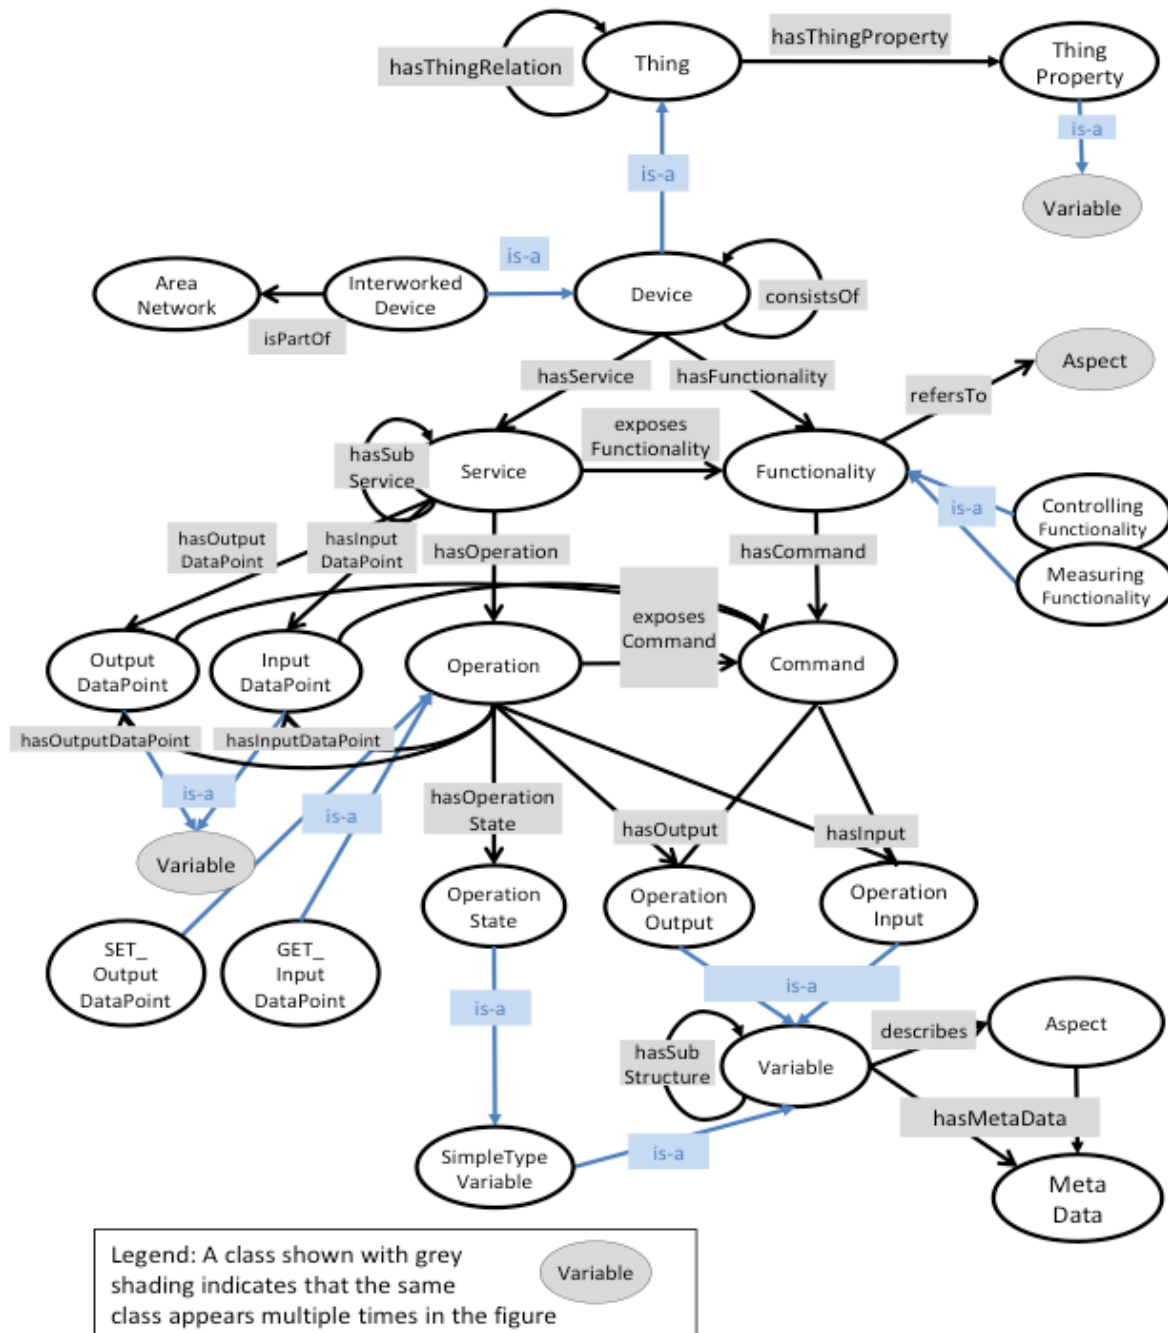 hasThingProperty
hasThingRelation
Thing
Thing
Property
is-a
is-a
Variable
is-a
Area
Network
Interworked
Device
Device
consistsOf
isPartOf
hasService
hasFunctionality
Aspect
refersTo
exposes
Functionality
hasSub
Service
Service
Functionality
is-a
Controlling
Functionality
hasOutput
DataPoint
hasInput
DataPoint
hasOperation
hasCommand
Measuring
Functionality
exposes
Command
Output
DataPoint
Input
DataPoint
Operation
Command
hasOutputDataPoint
hasInputDataPoint
is-a
is-a
hasOperation
State
hasOutput
hasInput
Variable
Operation
State
Operation
Output
Operation
Input
SET_
Output
DataPoint
GET_
Input
DataPoint
is-a
is-a
hasSub
Structure
Variable
describes
Aspect
hasMetaData
SimpleType
Variable
is-a
Meta
Data
Legend: A class shown with grey
shading indicates that the same
class appears multiple times in the figure
Variable